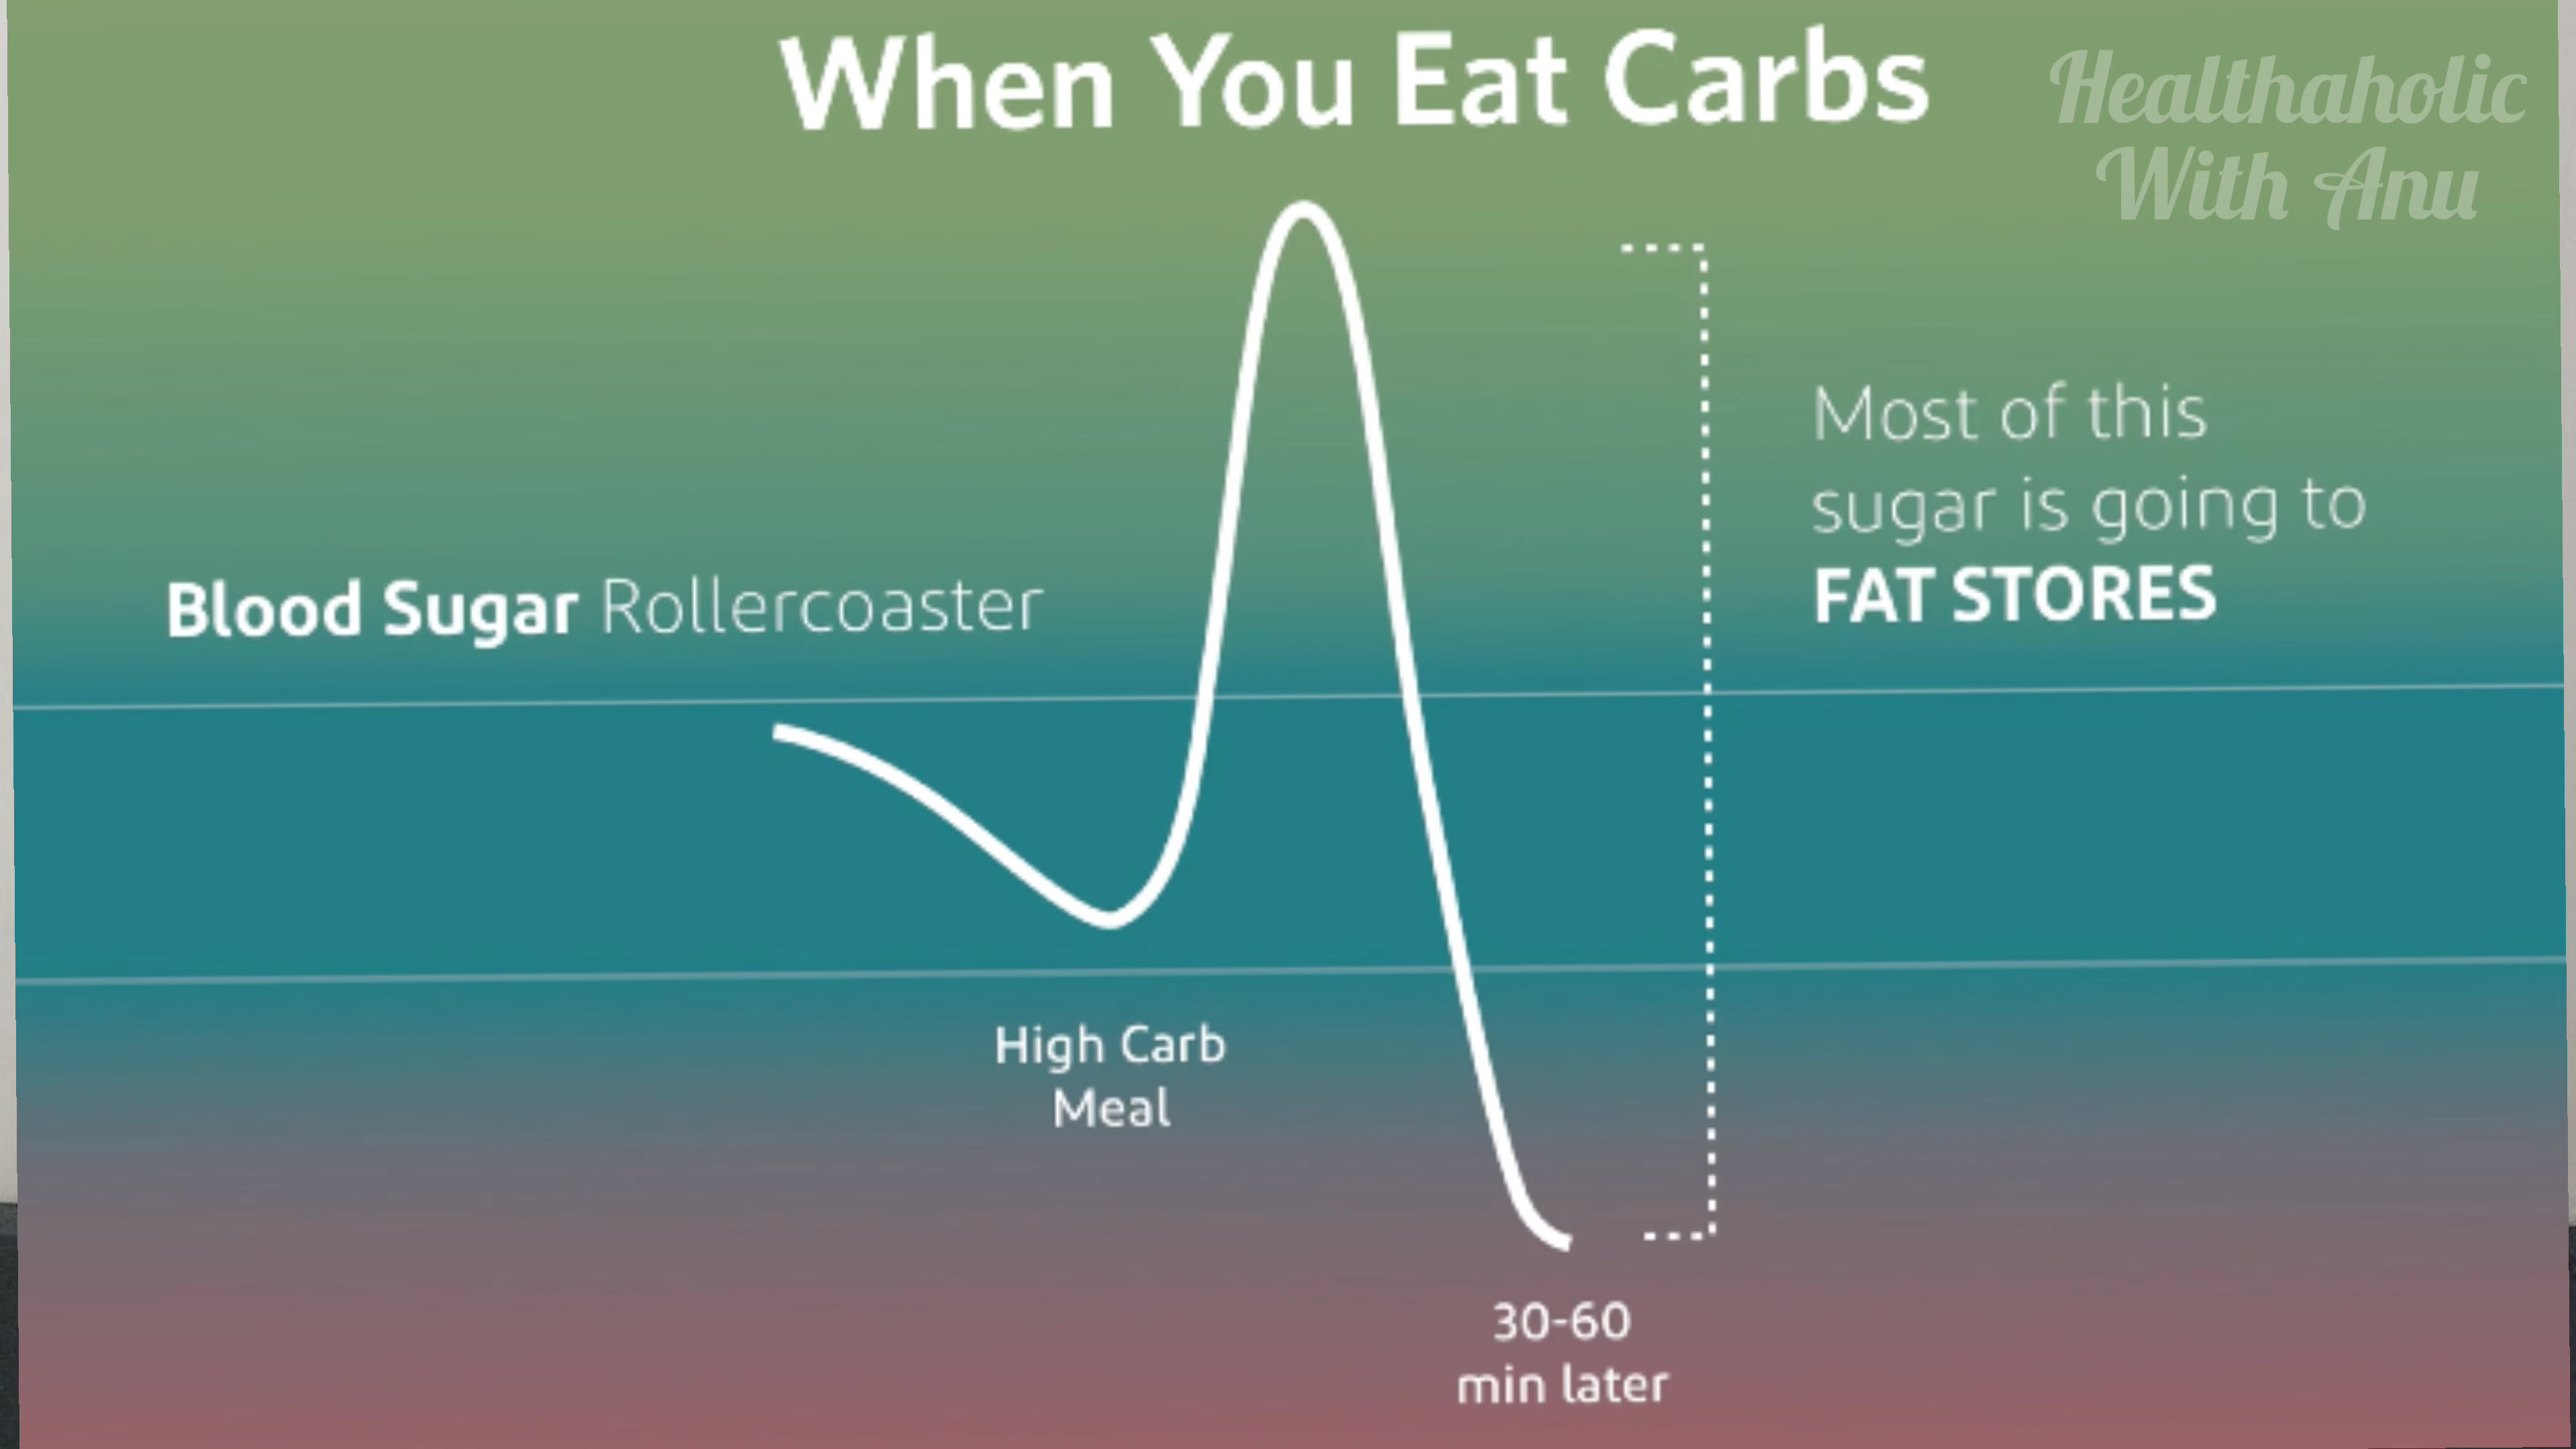 When You Eat Carbs
Healthaholic
With Anu
Most of this
sugar is going to
FAT STORES
Blood Sugar Rollercoaster
High Carb
Meal
30-60
min later